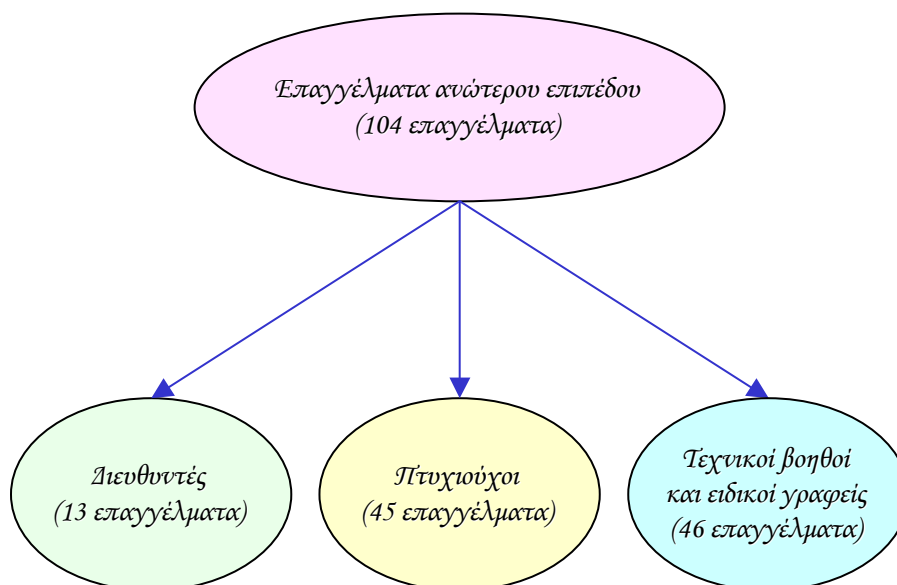 Επαγγέλματα ανώτερου επιπέδου
(104 επαγγέλματα)
Διευθυντές
(13 επαγγέλματα)
Πτυχιούχοι
(45 επαγγέλματα)
Τεχνικοί βοηθοί
και ειδικοί γραφείς
(46 επαγγέλματα)